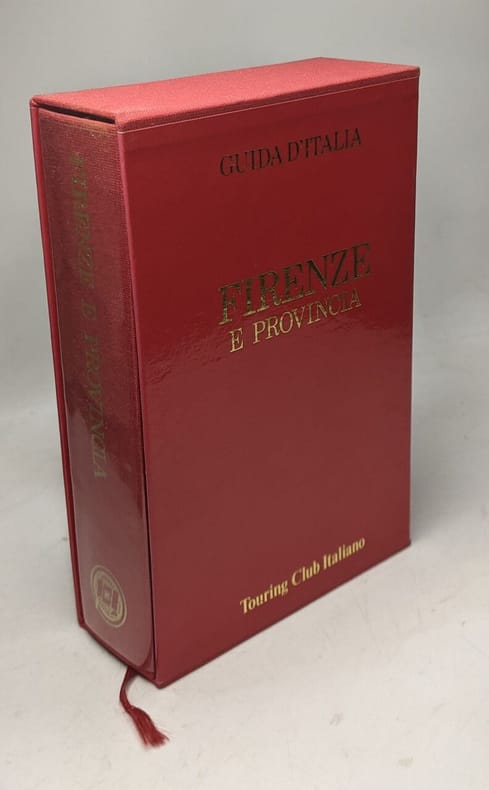 GUIDA D'ITALIA
FIRENZE
E PROVINCIA
Touring Club Italiano
FIRENZE E PROVINCIA